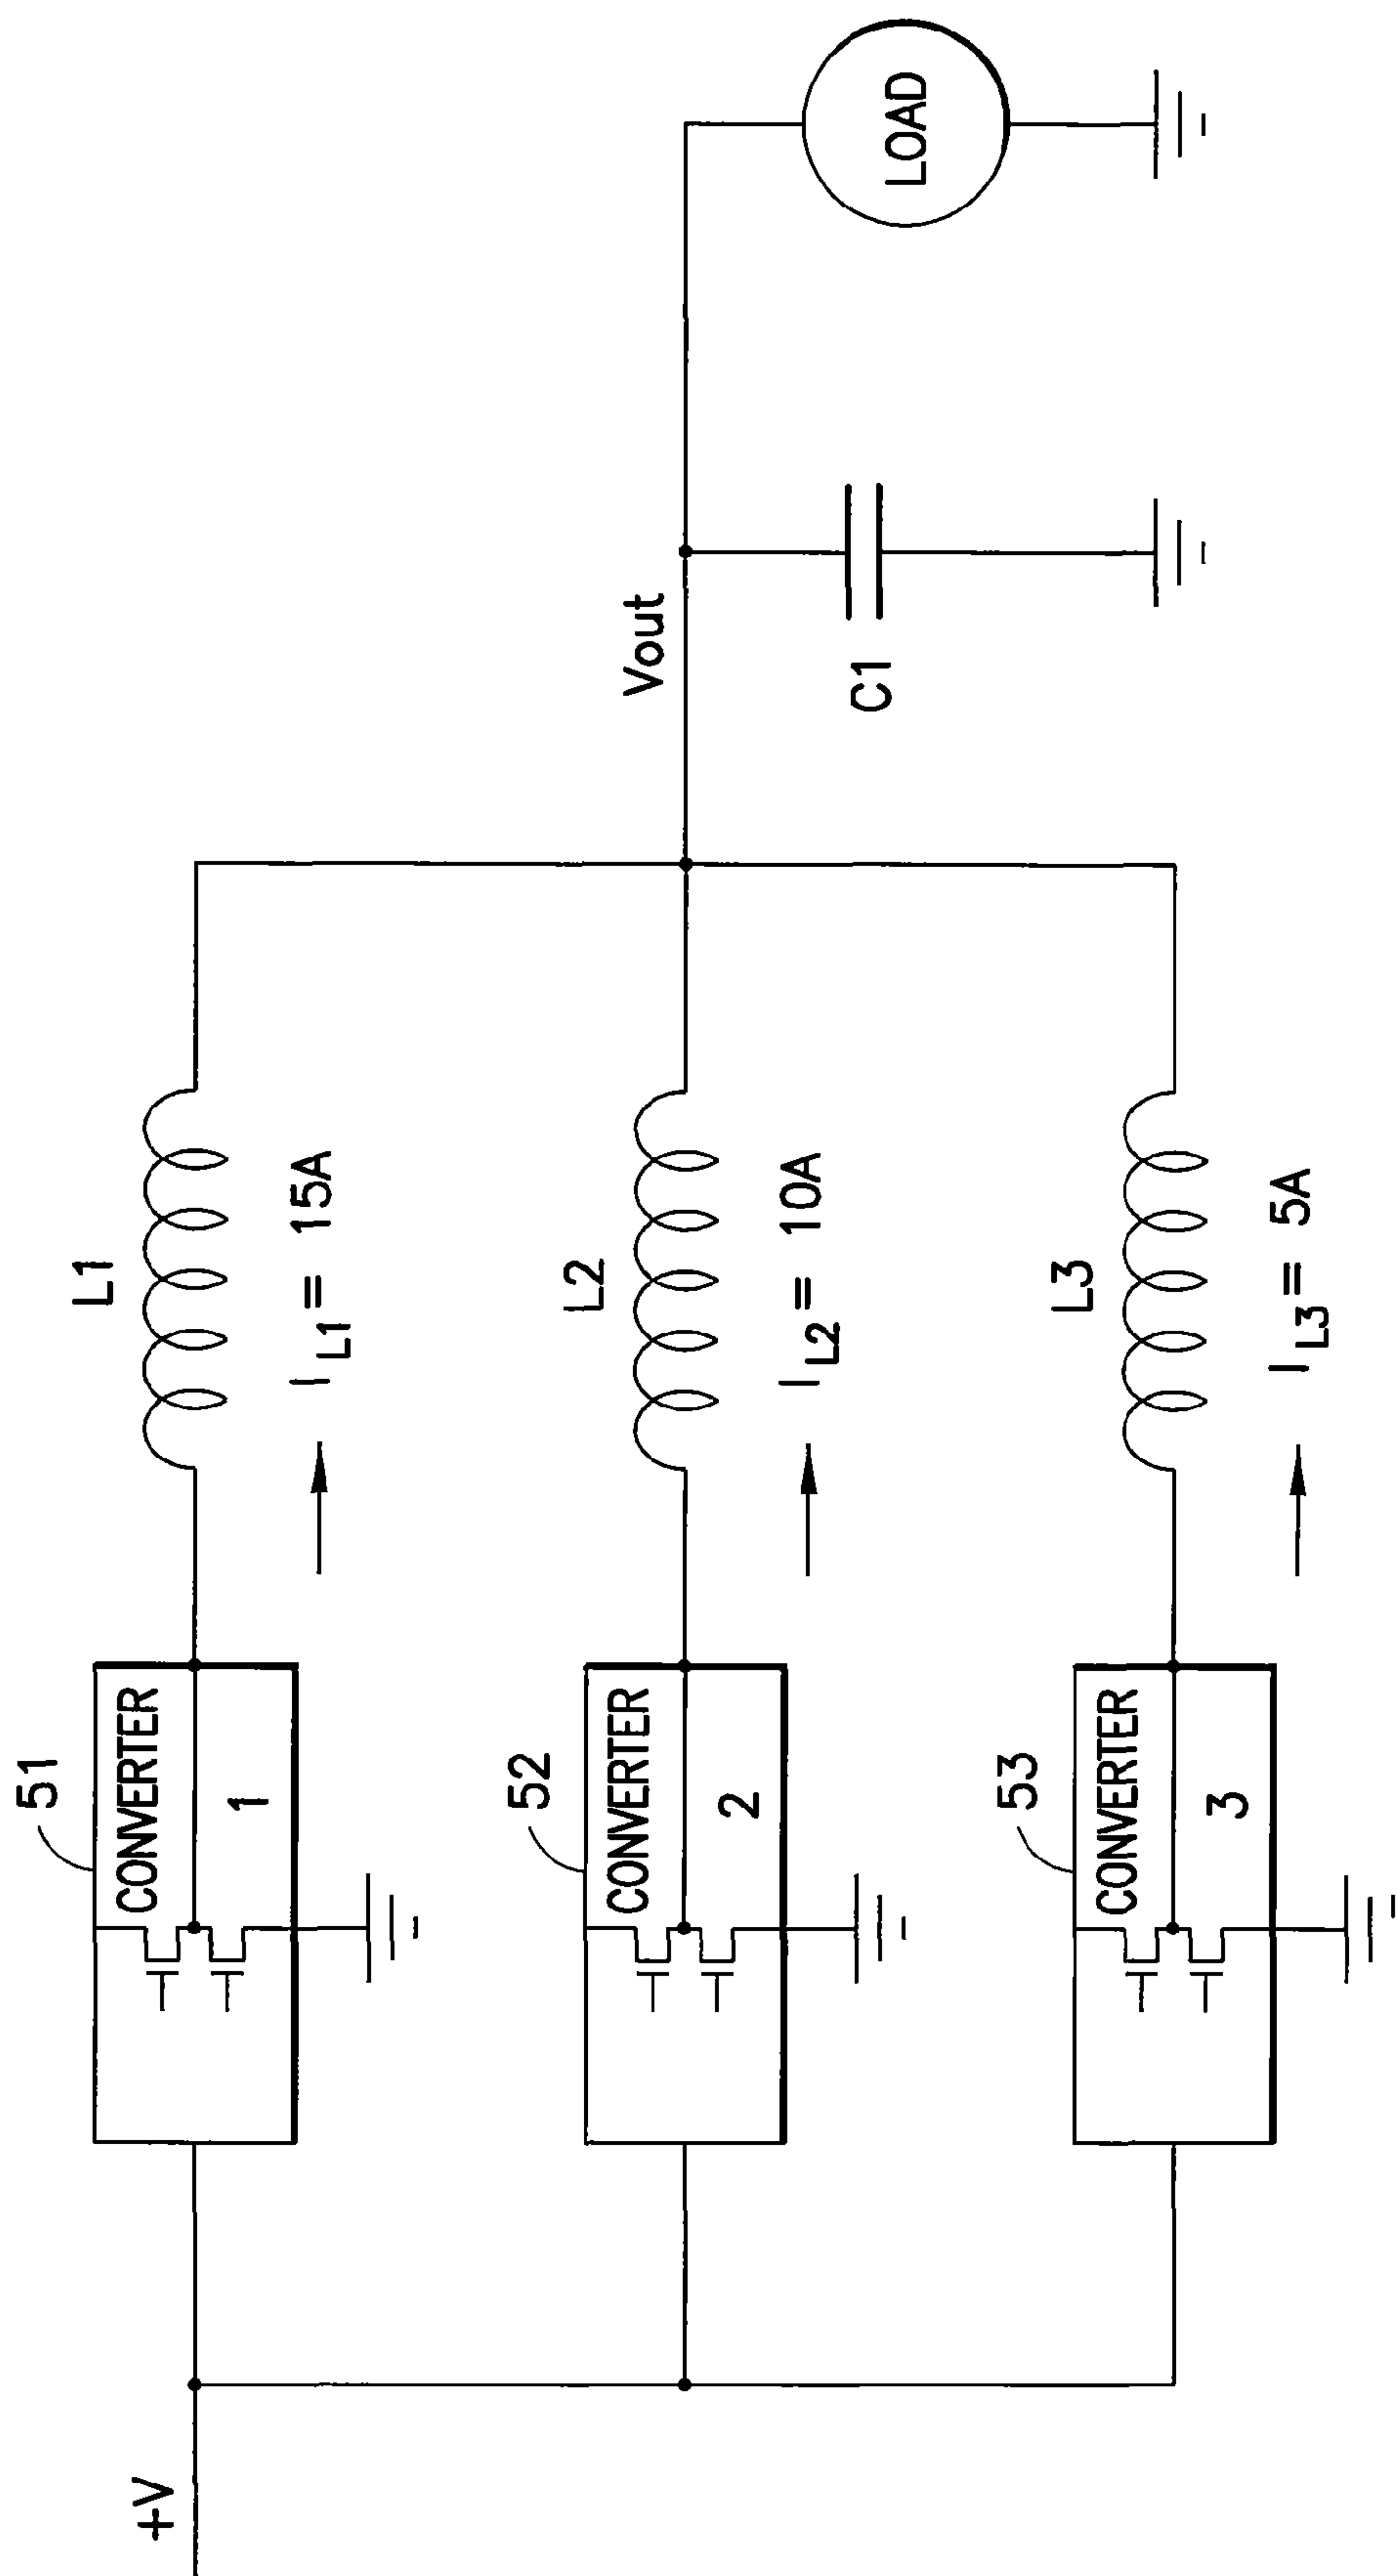 +V
51
CONVERTER
1
L1
I L1 = 15A
52
CONVERTER
2
L2
I L2 = 10A
53
CONVERTER
3
L3
I L3 = 5A
Vout
C1
LOAD